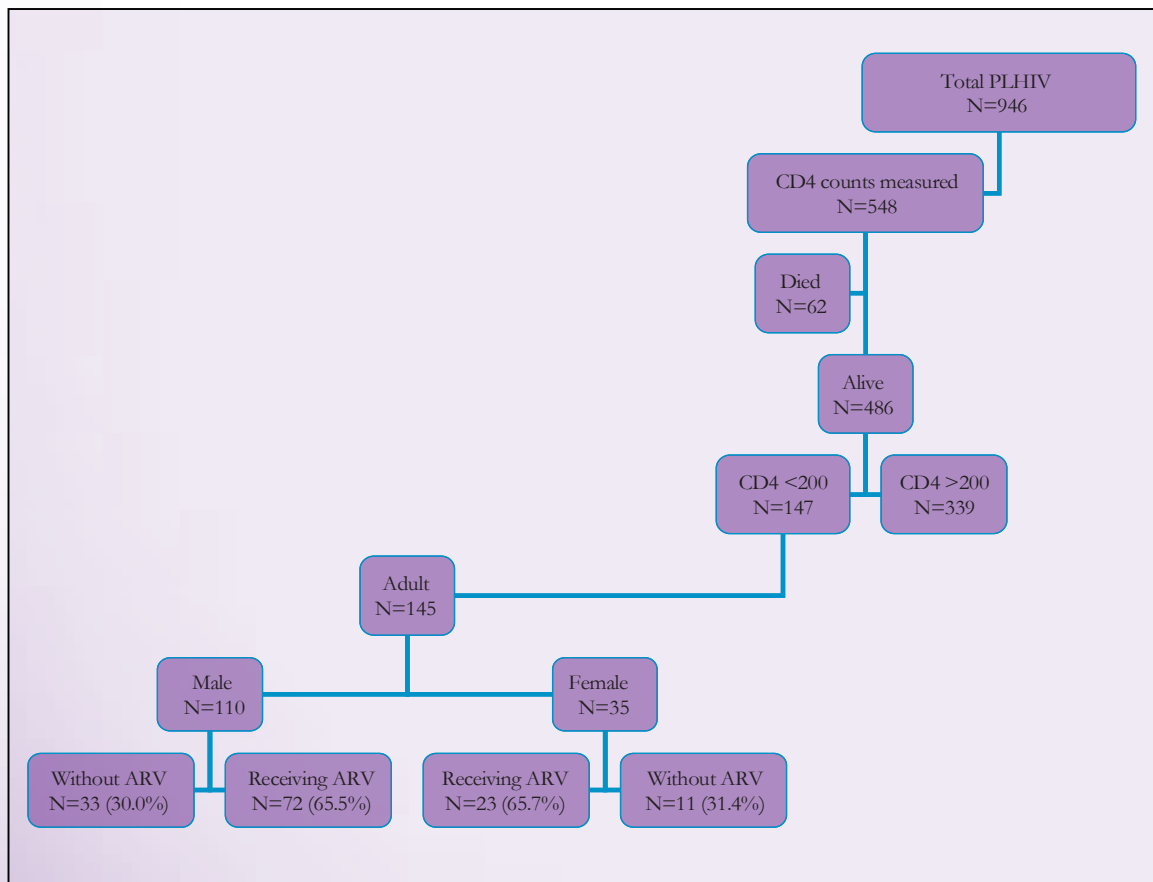 Total PLHIV
N=946
CD4 counts measured
N=548
Died
N=62
Alive
N=486
CD4 <200
N=147
CD4 >200
N=339
Adult
N=145
Male
N=110
Female
N=35
Without ARV
N=33 (30.0%)
Receiving ARV
N=72 (65.5%)
Receiving ARV
N=23 (65.7%)
Without ARV
N=11 (31.4%)